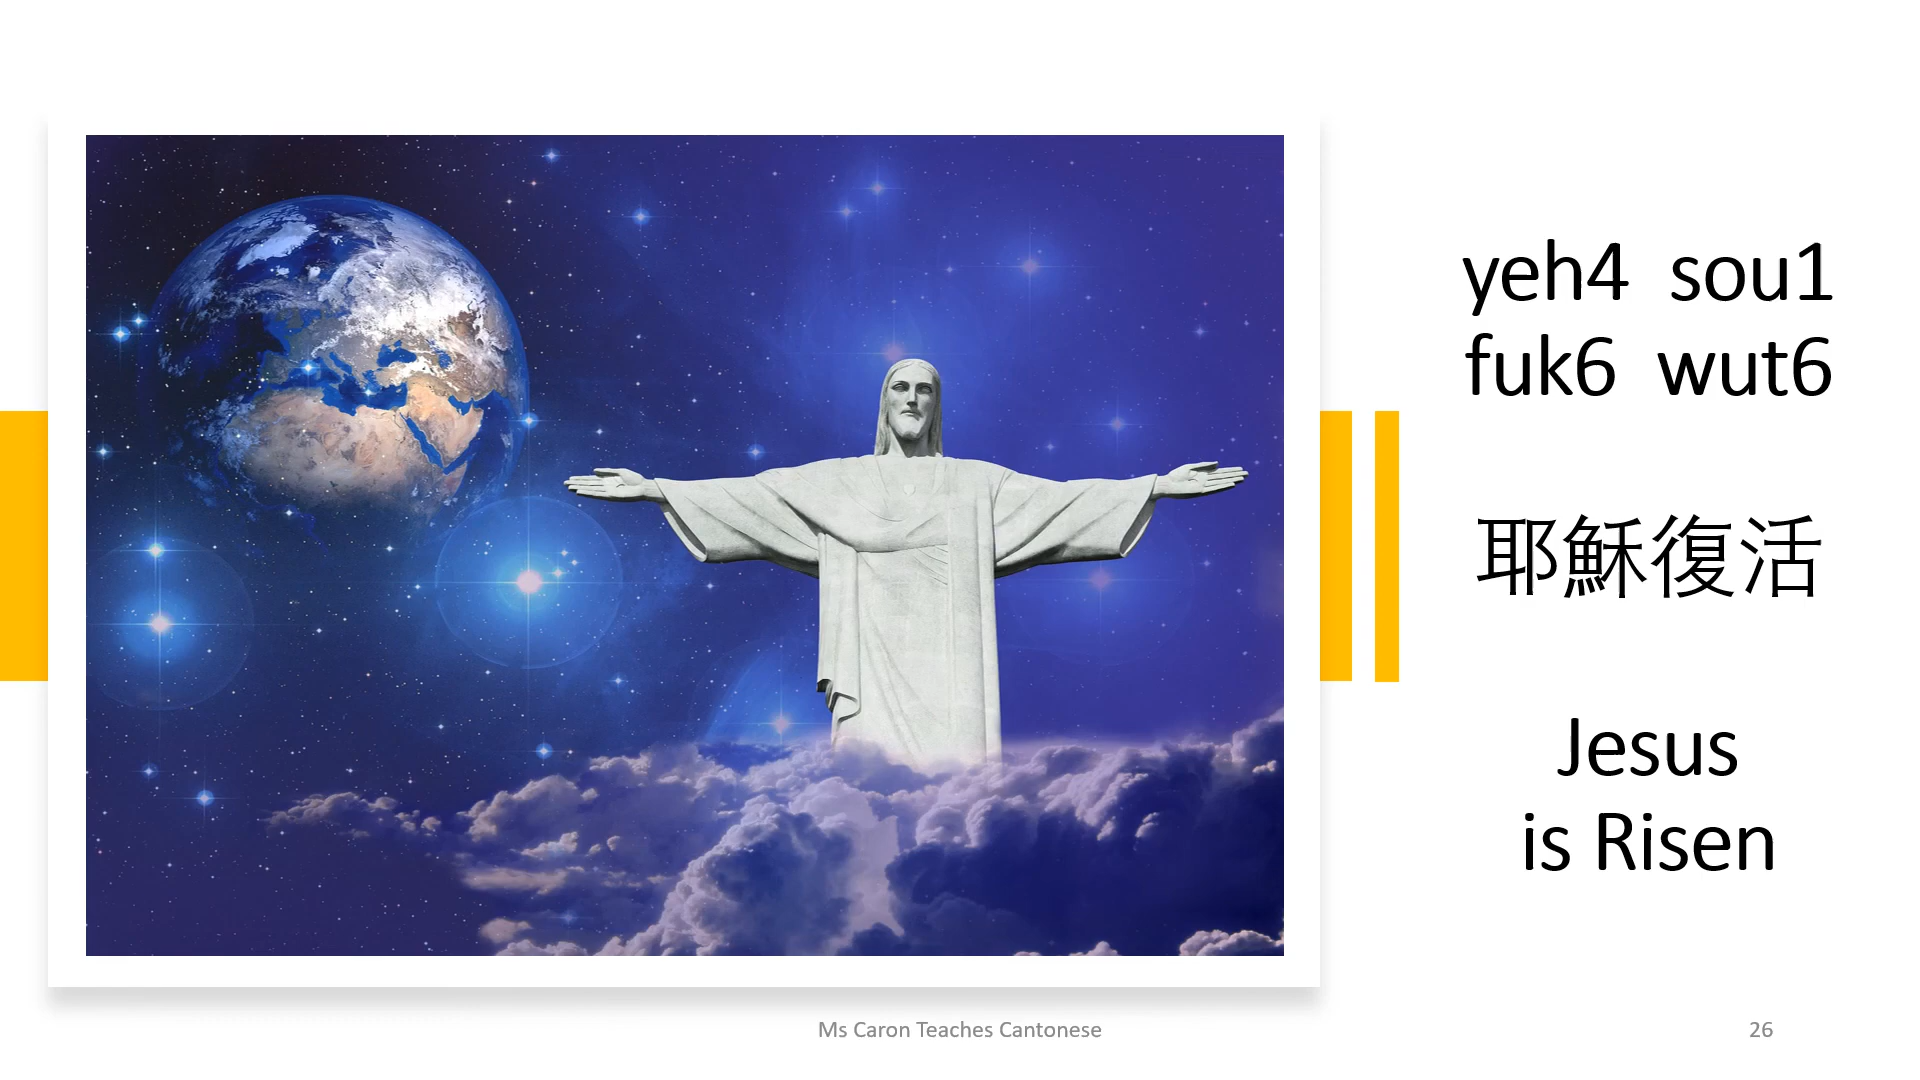 yeh4 sou1
fuk6 wut6
耶穌復活
Jesus
is Risen
Ms Caron Teaches Cantonese
26